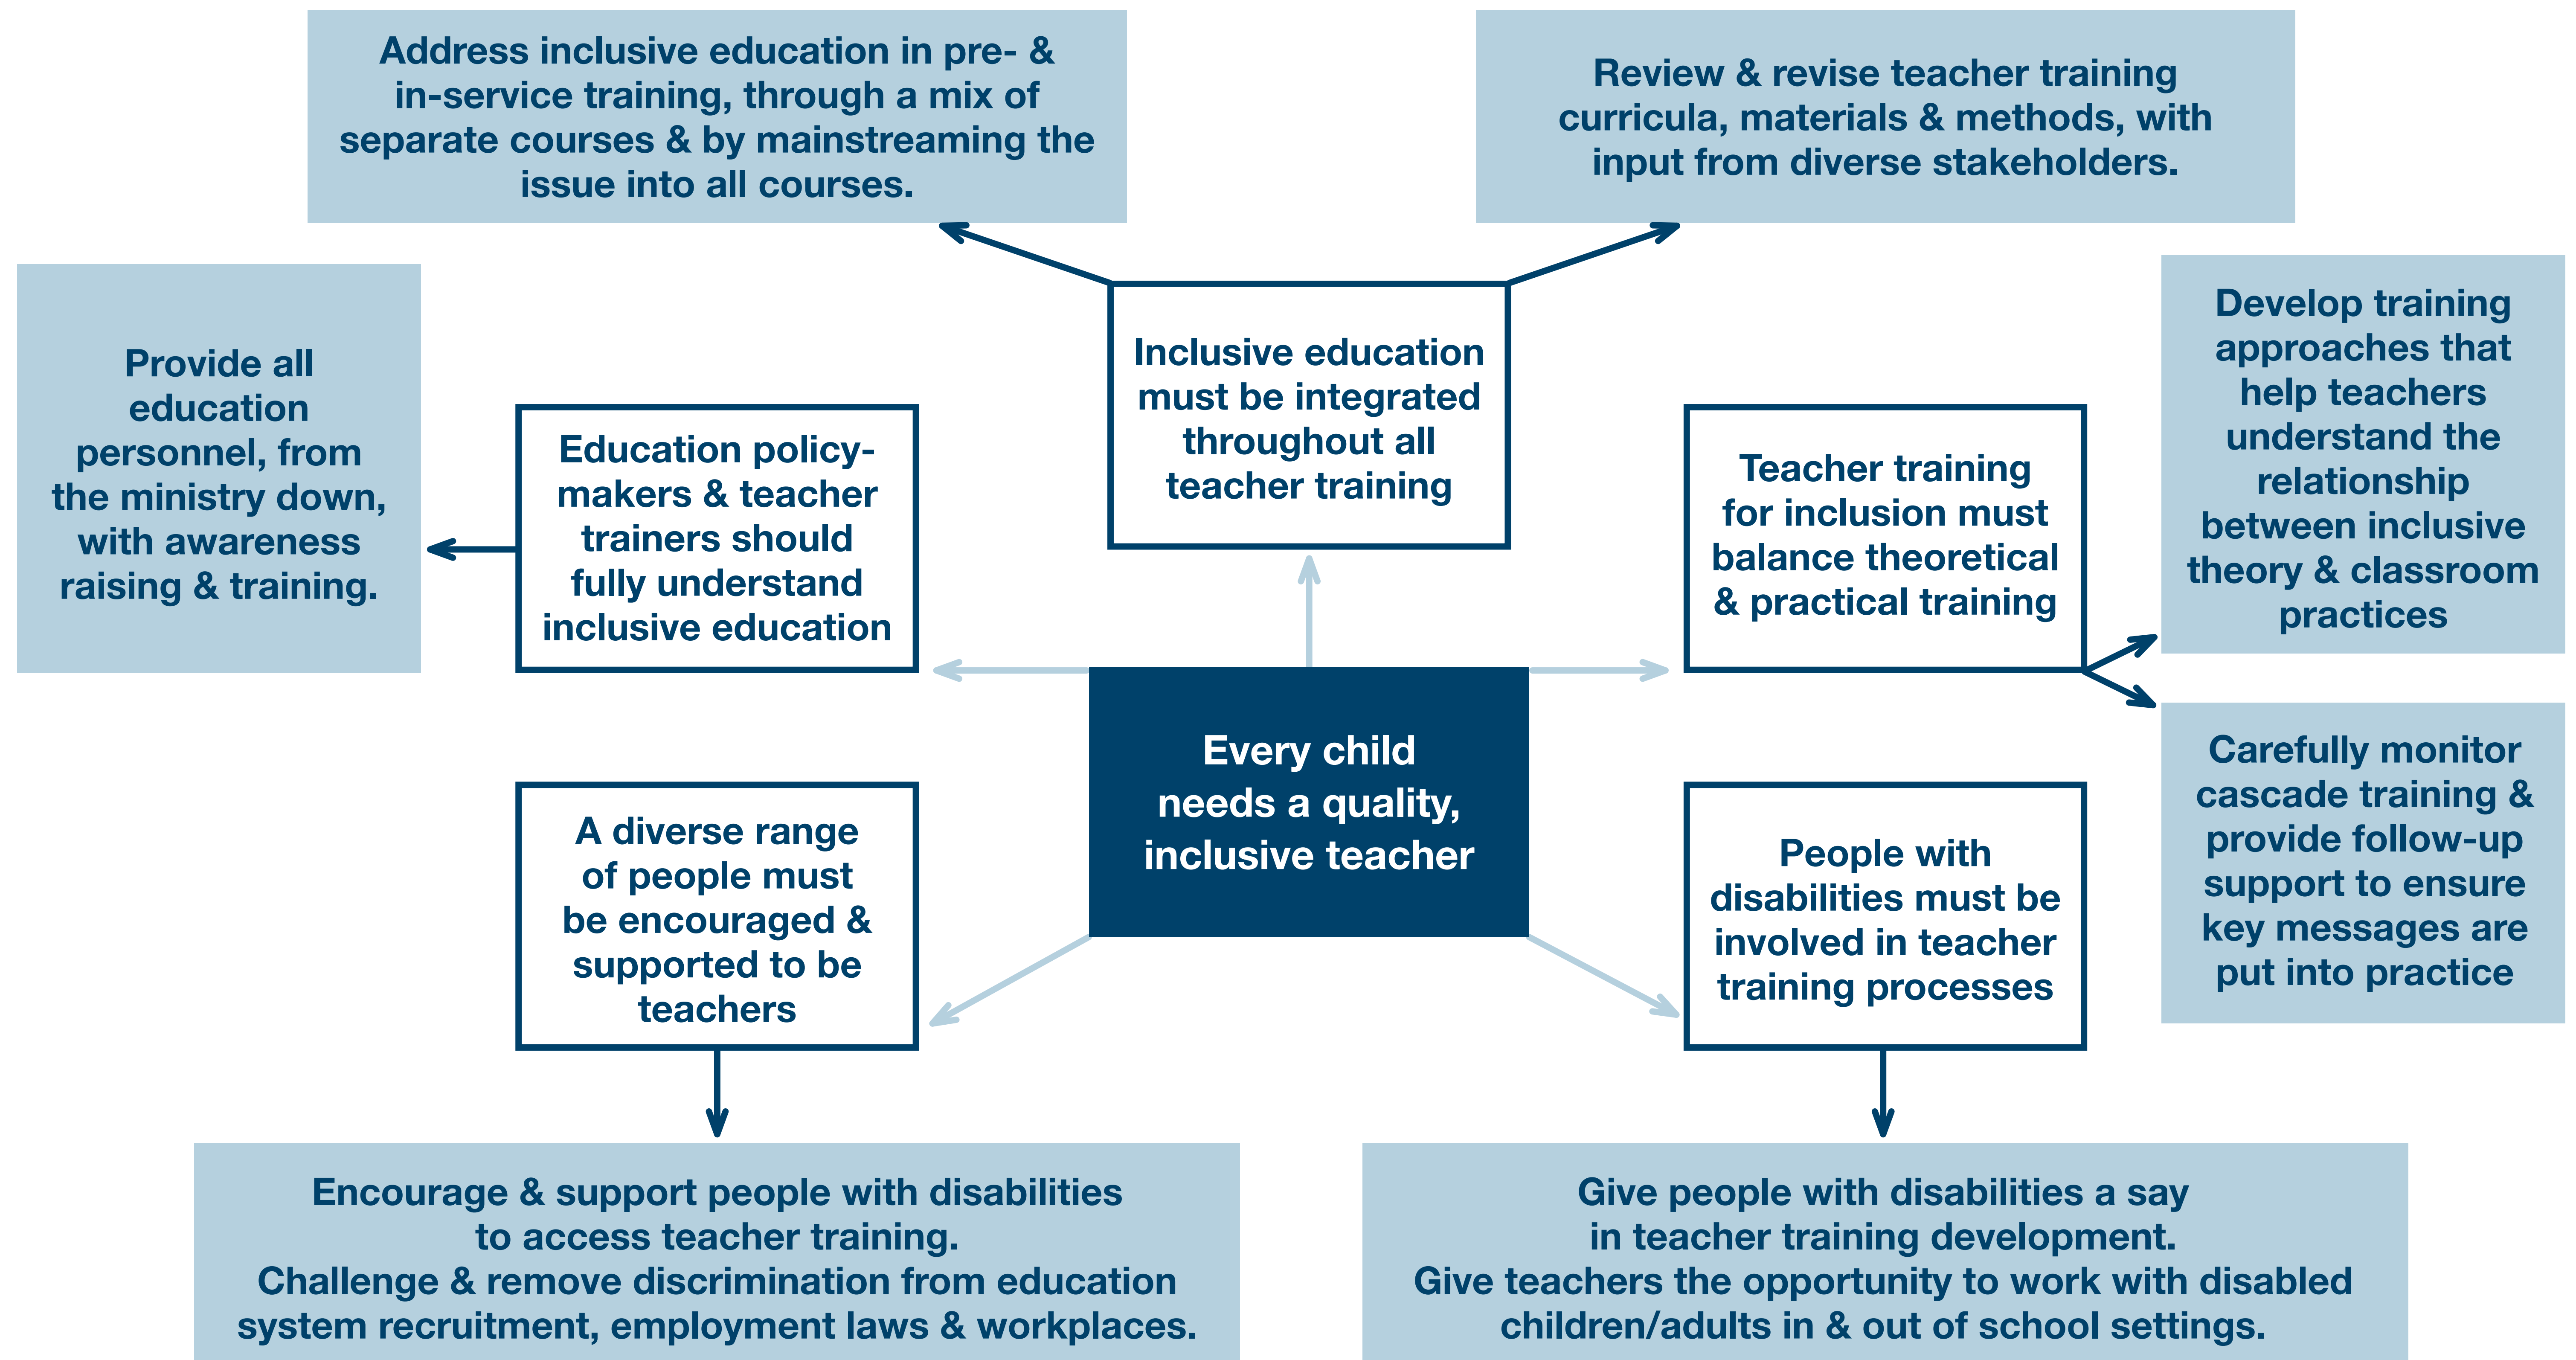 Address inclusive education in pre- &
in-service training, through a mix of
separate courses & by mainstreaming the
issue into all courses.
Review & revise teacher training
curricula, materials & methods, with
input from diverse stakeholders.
Provide all
education
personnel, from
the ministry down,
with awareness
raising & training.
Education policy-
makers & teacher
trainers should
fully understand
inclusive education
Inclusive education
must be integrated
throughout all
teacher training
Teacher training
for inclusion must
balance theoretical
& practical training
Develop training
approaches that
help teachers
understand the
relationship
between inclusive
theory & classroom
practices
Every child
needs a quality,
inclusive teacher
A diverse range
of people must
be encouraged &
supported to be
teachers
People with
disabilities must be
involved in teacher
training processes
Carefully monitor
cascade training &
provide follow-up
support to ensure
key messages are
put into practice
Encourage & support people with disabilities
to access teacher training.
Challenge & remove discrimination from education
system recruitment, employment laws & workplaces.
Give people with disabilities a say
in teacher training development.
Give teachers the opportunity to work with disabled
children/adults in & out of school settings.